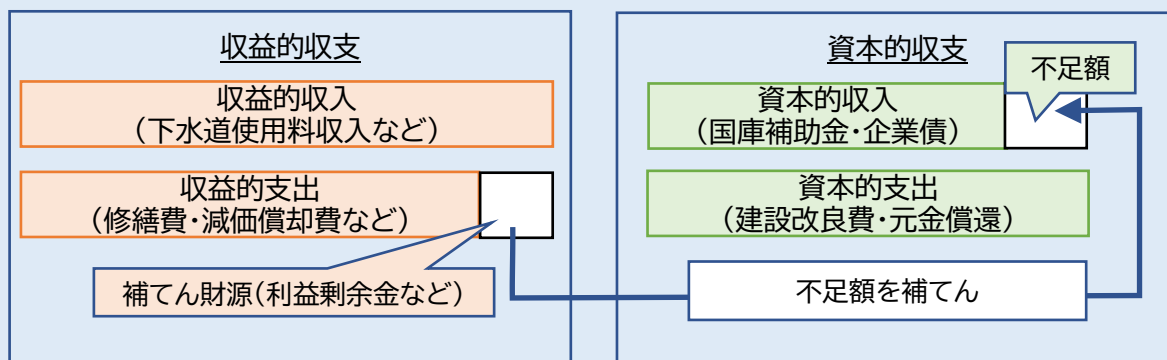 収益的収支
収益的収入
(下水道使用料収入など)
収益的支出
(修繕費・減価償却費など)
補てん財源(利益剰余金など)
資本的収支
不足額
資本的収入
(国庫補助金・企業債)
資本的支出
(建設改良費・元金償還)
不足額を補てん